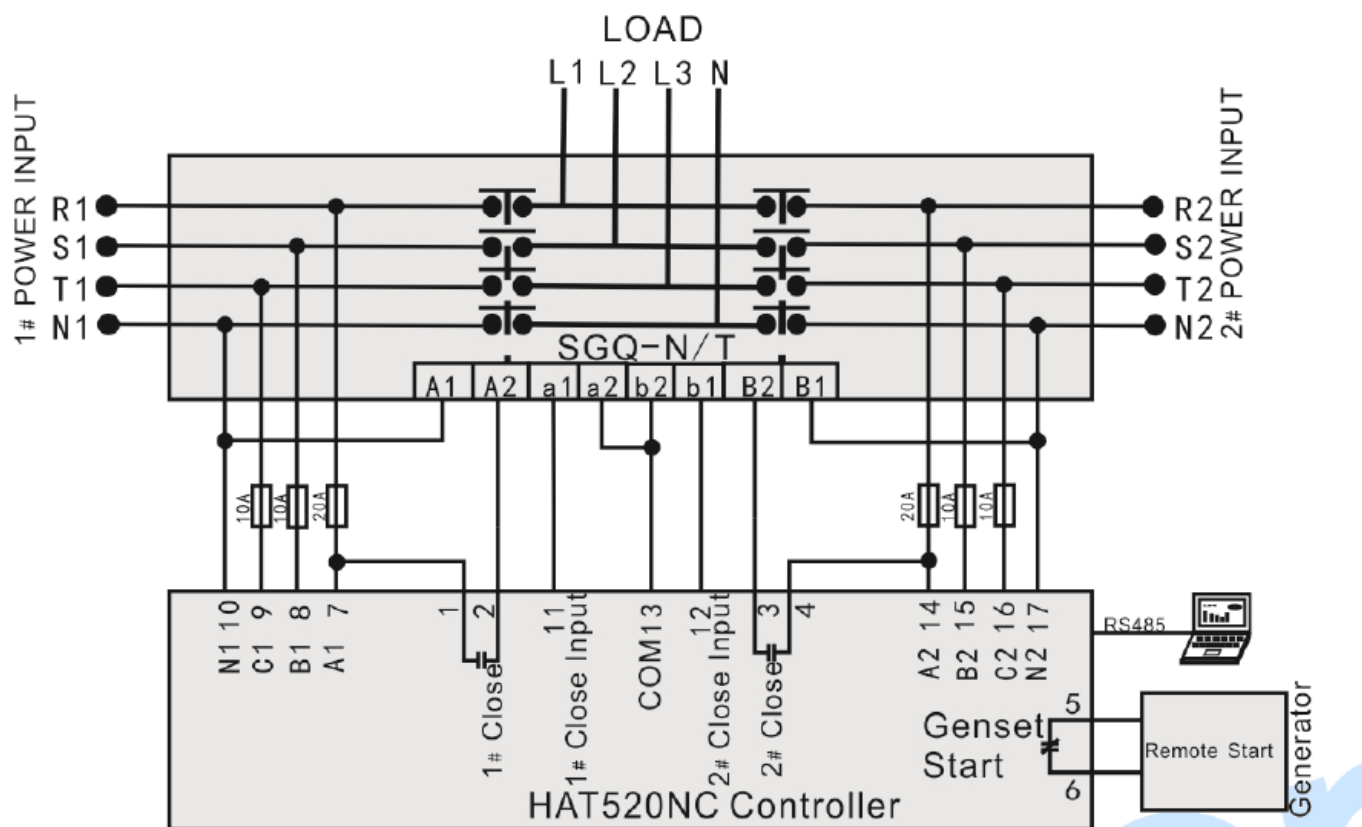 LOAD
L1 L2 L3 N
1# POWER INPUT
R1
S1
T1
N1
R2
S2
T2
N2
2# POWER INPUT
SGQ-N/T
A1 A2 a1 a2 b2 b1 B2 B1
10A 10A 20A
20A 10A 10A
N1 10
C1 9
B1 8
A1 7
1
2
1# Close
11
1# Close Input
COM13
12
2# Close Input
3
2# Close
4
A2 14
B2 15
C2 16
N2 17
RS485
Genset
Start
5
6
Remote Start
Generator
HAT520NC Controller